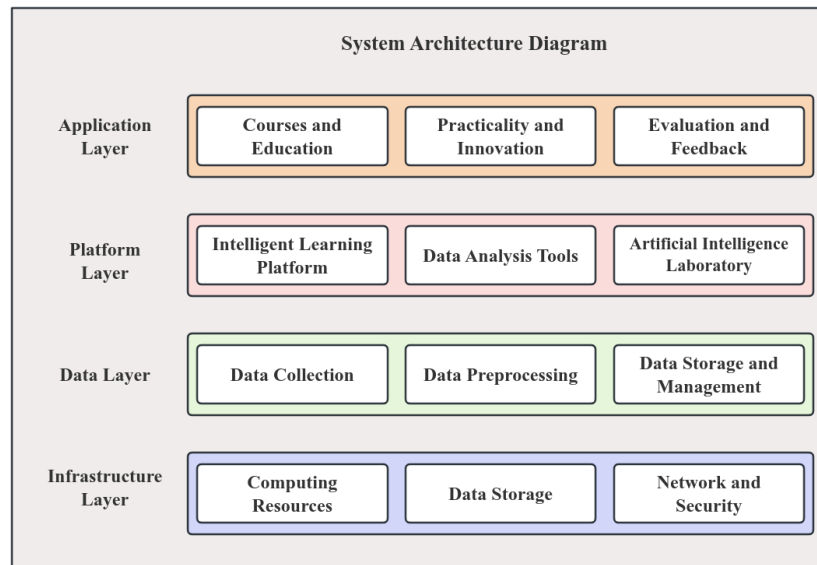 System Architecture Diagram
Application
Layer
Courses and
Education
Practicality and
Innovation
Evaluation and
Feedback
Platform
Layer
Intelligent Learning
Platform
Data Analysis Tools
Artificial Intelligence
Laboratory
Data Layer
Data Collection
Data Preprocessing
Data Storage and
Management
Infrastructure
Layer
Computing
Resources
Data Storage
Network and
Security